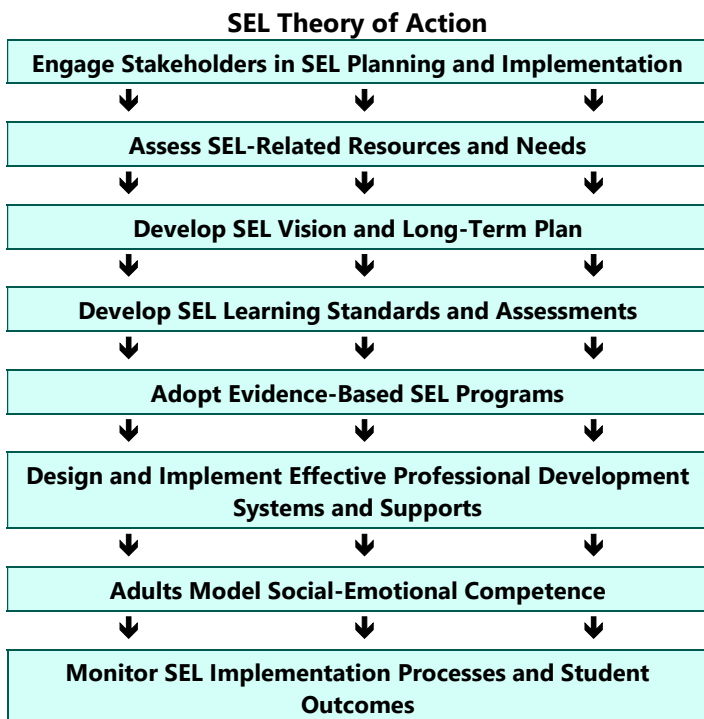 SEL Theory of Action
Engage Stakeholders in SEL Planning and Implementation
Assess SEL-Related Resources and Needs
Develop SEL Vision and Long-Term Plan
Develop SEL Learning Standards and Assessments
Adopt Evidence-Based SEL Programs
Design and Implement Effective Professional Development
Systems and Supports
Adults Model Social-Emotional Competence
Monitor SEL Implementation Processes and Student
Outcomes